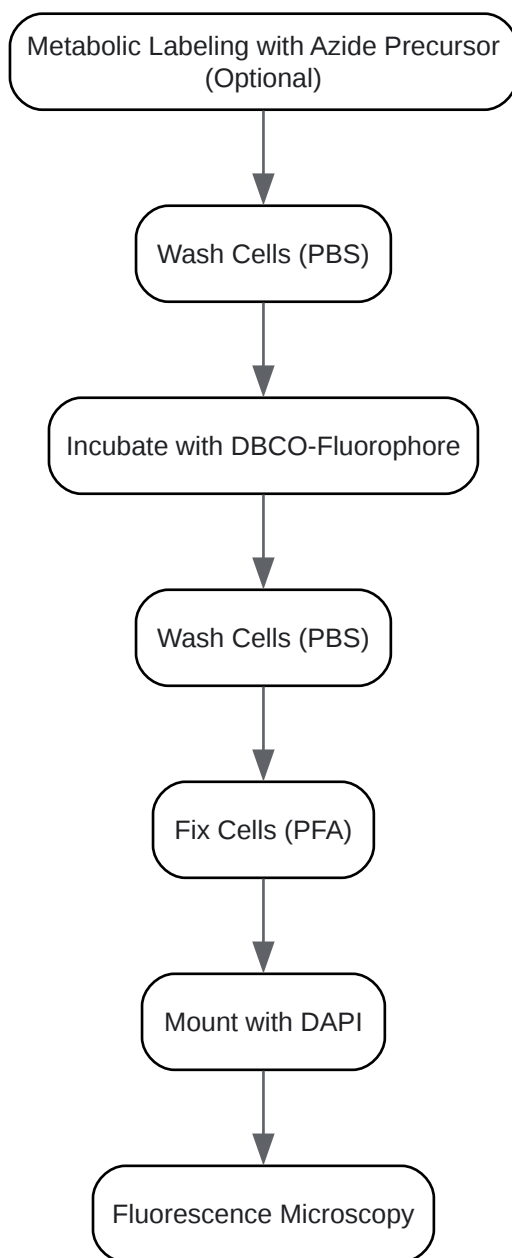 Metabolic Labeling with Azide Precursor
(Optional)
Wash Cells (PBS)
Incubate with DBCO-Fluorophore
Wash Cells (PBS)
Fix Cells (PFA)
Mount with DAPI
Fluorescence Microscopy